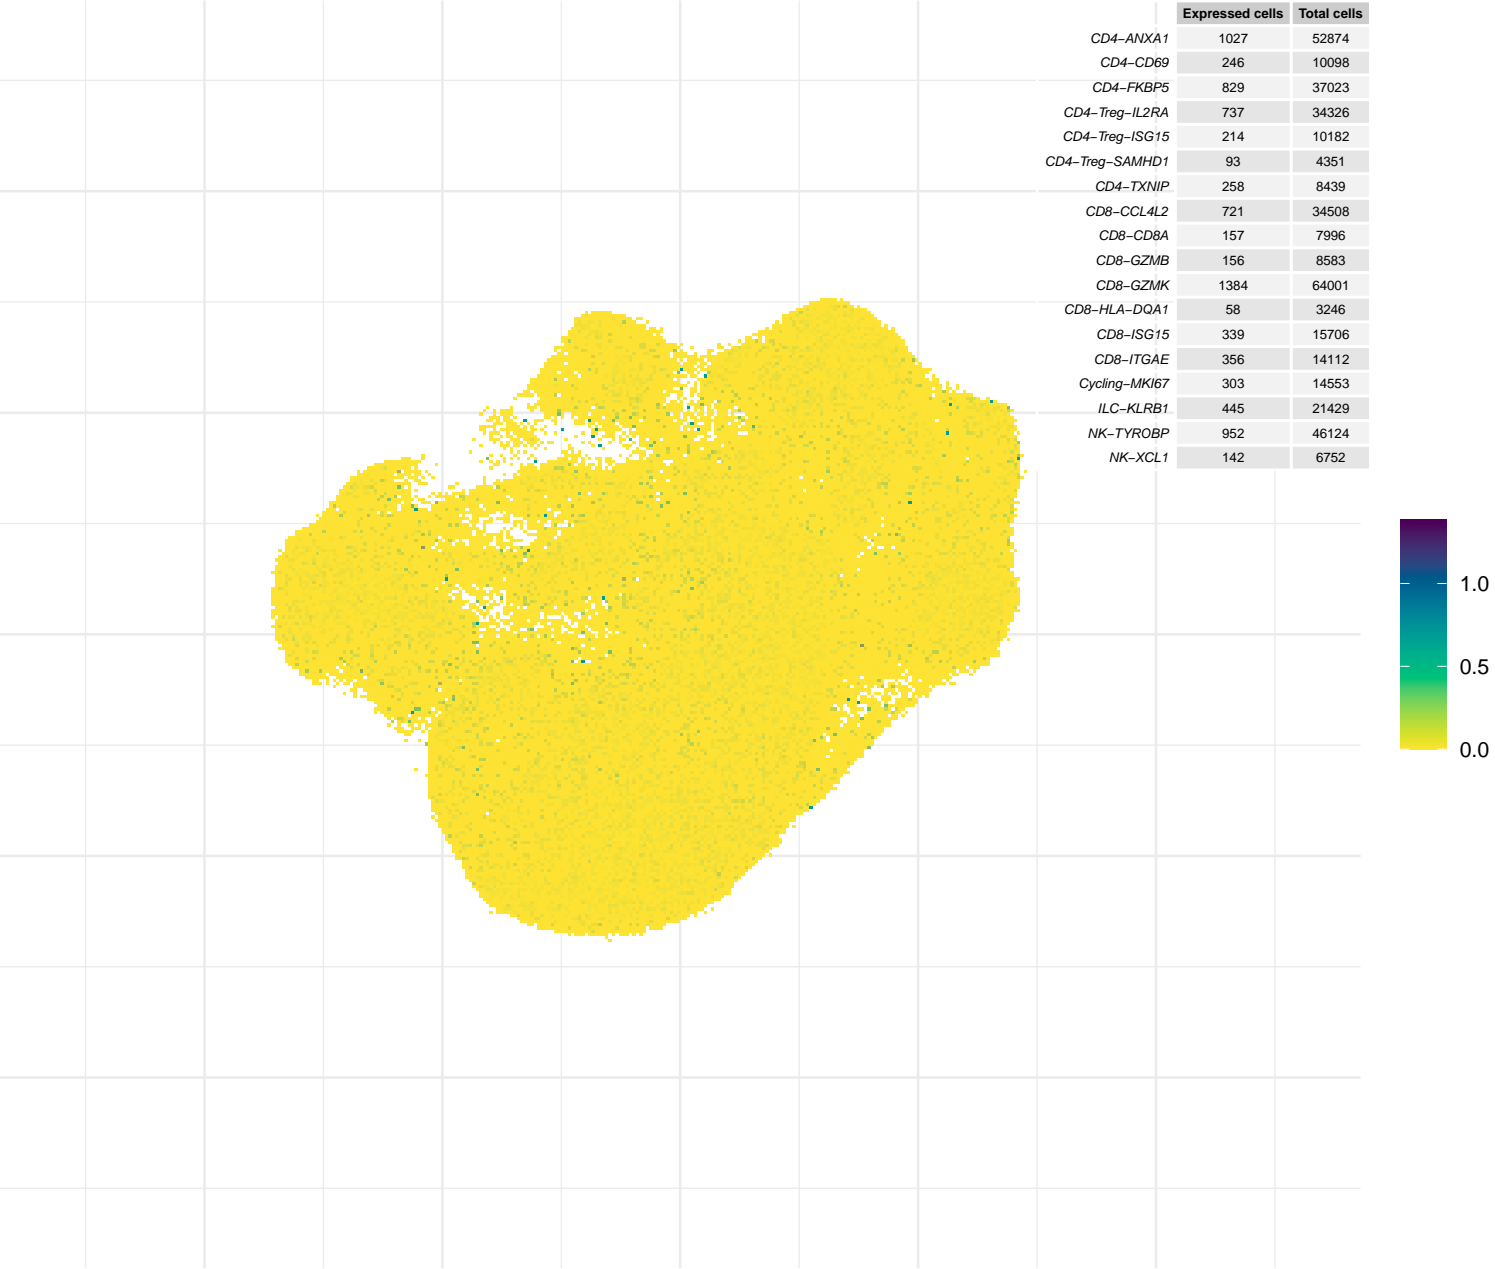 Expressed cells Total cells
CD4−ANXA1 1027 52874
CD4−CD69 246 10098
CD4−FKBP5 829 37023
CD4−Treg−IL2RA 737 34326
CD4−Treg−ISG15 214 10182
CD4−Treg−SAMHD1 93 4351
CD4−TXNIP 258 8439
CD8−CCL4L2 721 34508
CD8−CD8A 157 7996
CD8−GZMB 156 8583
CD8−GZMK 1384 64001
CD8−HLA−DQA1 58 3246
CD8−ISG15 339 15706
CD8−ITGAE 356 14112
Cycling−MKI67 303 14553
ILC−KLRB1 445 21429
NK−TYROBP 952 46124
NK−XCL1 142 6752
1.0
0.5
0.0